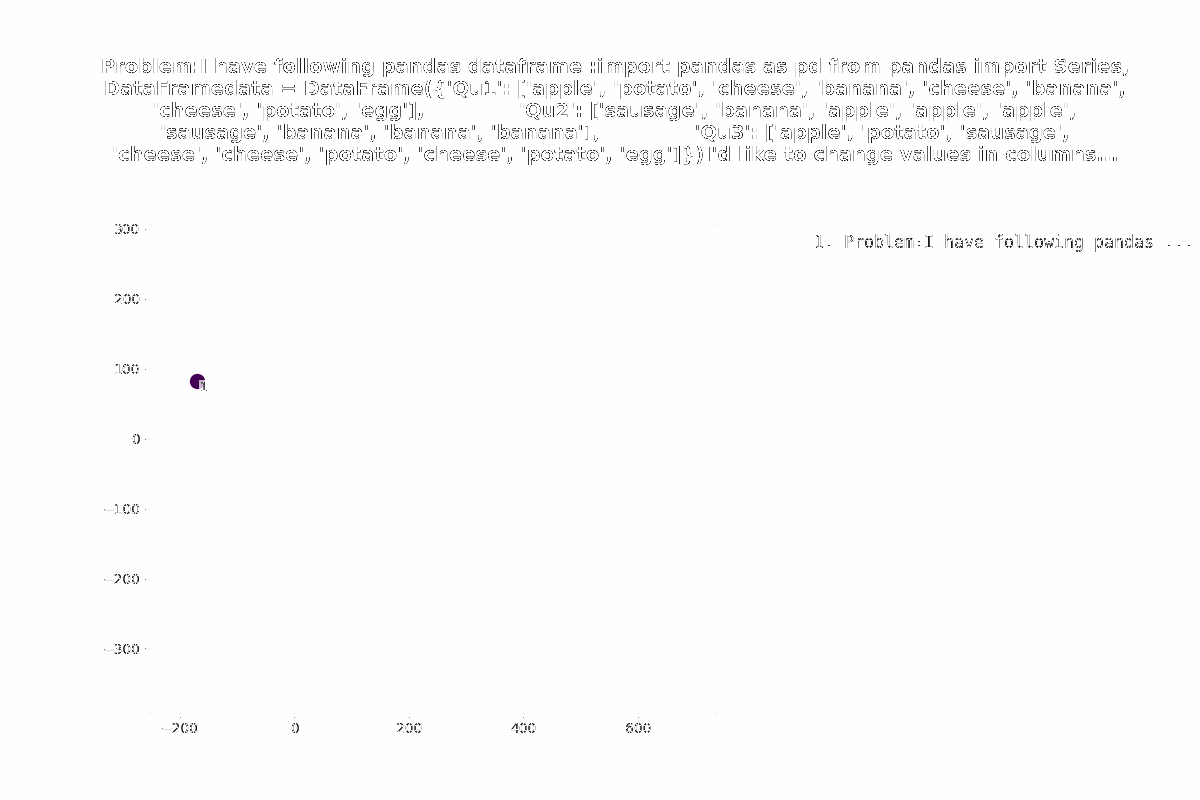 Problem:I have following pandas dataframe :import pandas as pd from pandas import Series,
DataFramedata = DataFrame({'Qu1': ['apple', 'potato', 'cheese', 'banana', 'cheese', 'banana',
'cheese', 'potato', 'egg'], 'Qu2': ['sausage', 'banana', 'apple', 'apple', 'apple',
'sausage', 'banana', 'banana', 'banana'], 'Qu3': ['apple', 'potato', 'sausage',
'cheese', 'cheese', 'potato', 'cheese', 'potato', 'egg']})I'd like to change values in columns...
1. Problem:I have following pandas ...
300
200
100
1
0
−100
−200
−300
−200 0 200 400 600